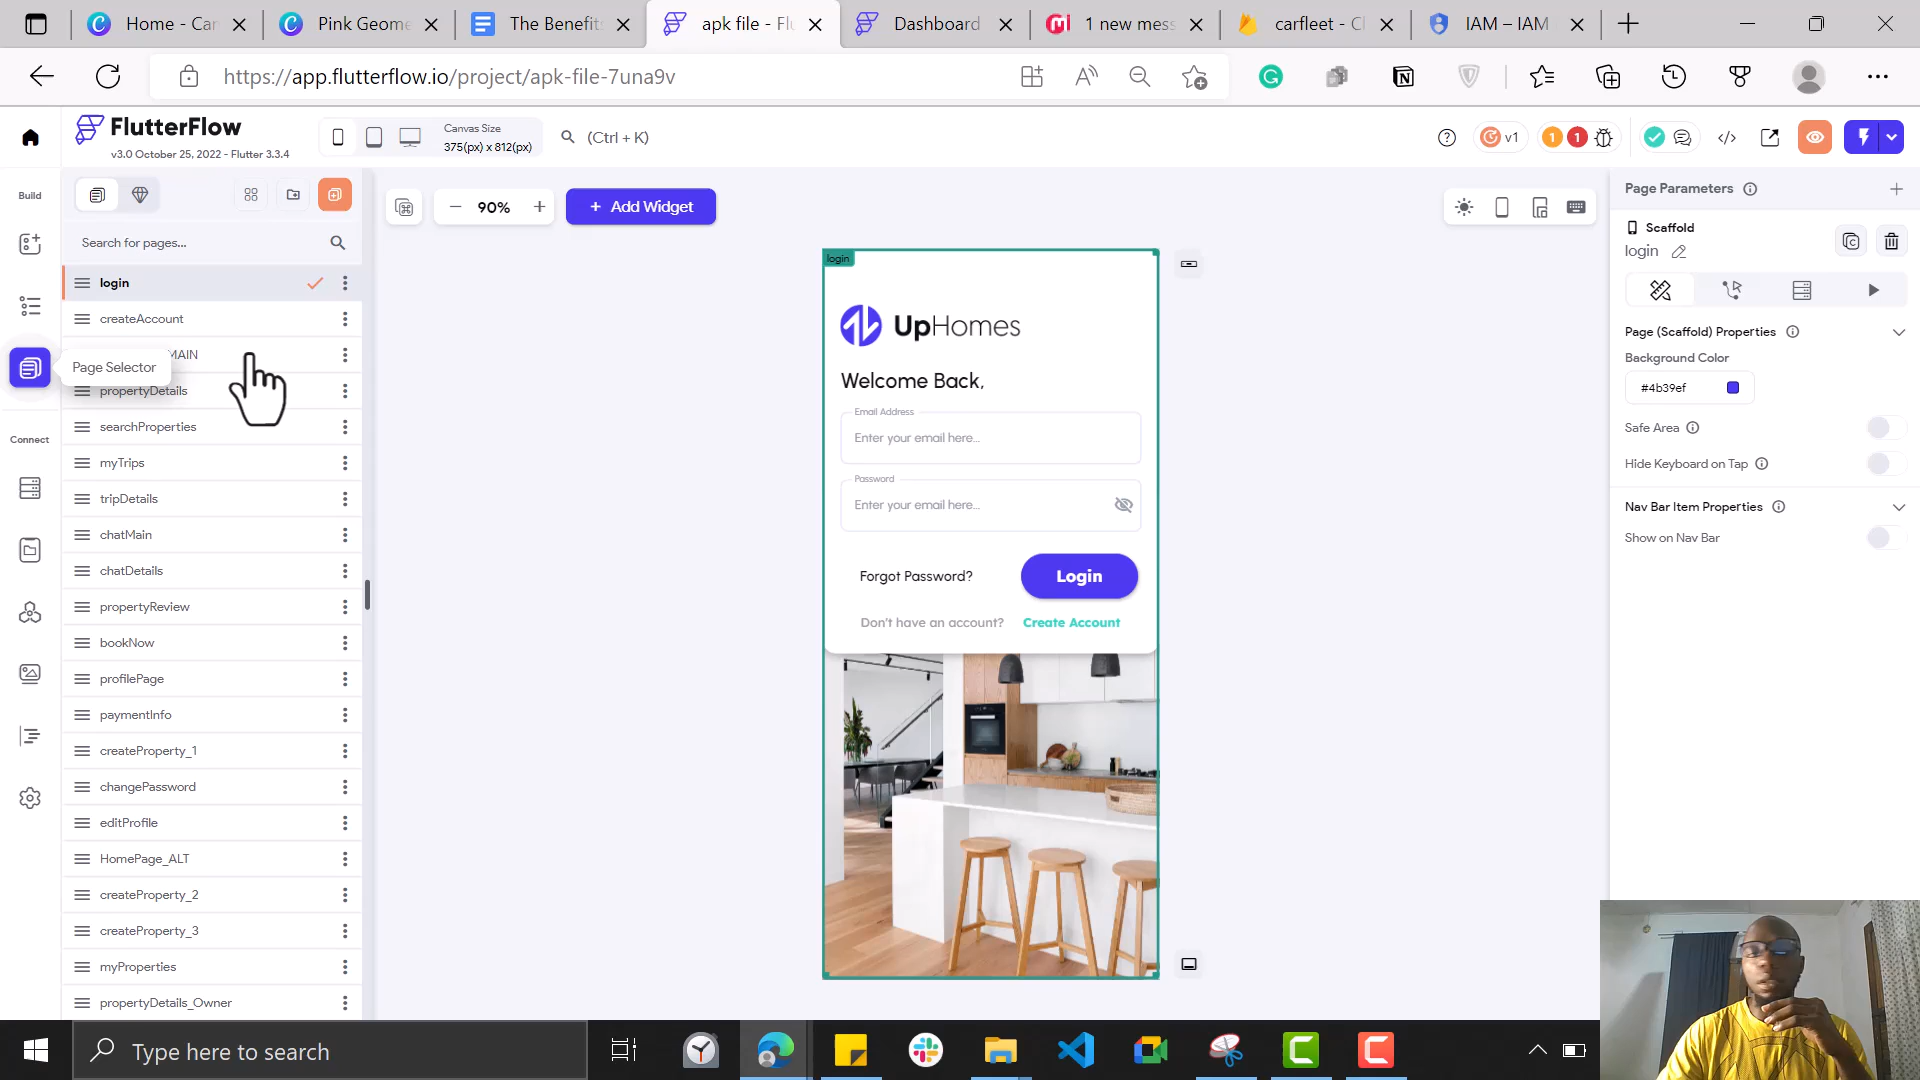 Home - Can
Pink Geome
The Benefit
apk file - Flu
Dashboard
1 new mess
carfleet - Cl
IAM – IAM
https://app.flutterflow.io/project/apk-file-7una9v
FlutterFlow
v3.0 October 25, 2022 - Flutter 3.3.4
Canvas Size
375(px) x 812(px)
(Ctrl + K)
v1
1
1
Build
Connect
Search for pages...
login
createAccount
MAIN
Page Selector
propertyDetails
searchProperties
myTrips
tripDetails
chatMain
chatDetails
propertyReview
bookNow
profilePage
paymentInfo
createProperty_1
changePassword
editProfile
HomePage_ALT
createProperty_2
createProperty_3
myProperties
propertyDetails_Owner
90%
+ Add Widget
login
UpHomes
Welcome Back,
Email Address
Enter your email here...
Password
Enter your email here...
Forgot Password?
Login
Don't have an account?
Create Account
Page Parameters
Scaffold
login
Page (Scaffold) Properties
Background Color
#4b39ef
Safe Area
Hide Keyboard on Tap
Nav Bar Item Properties
Show on Nav Bar
Type here to search